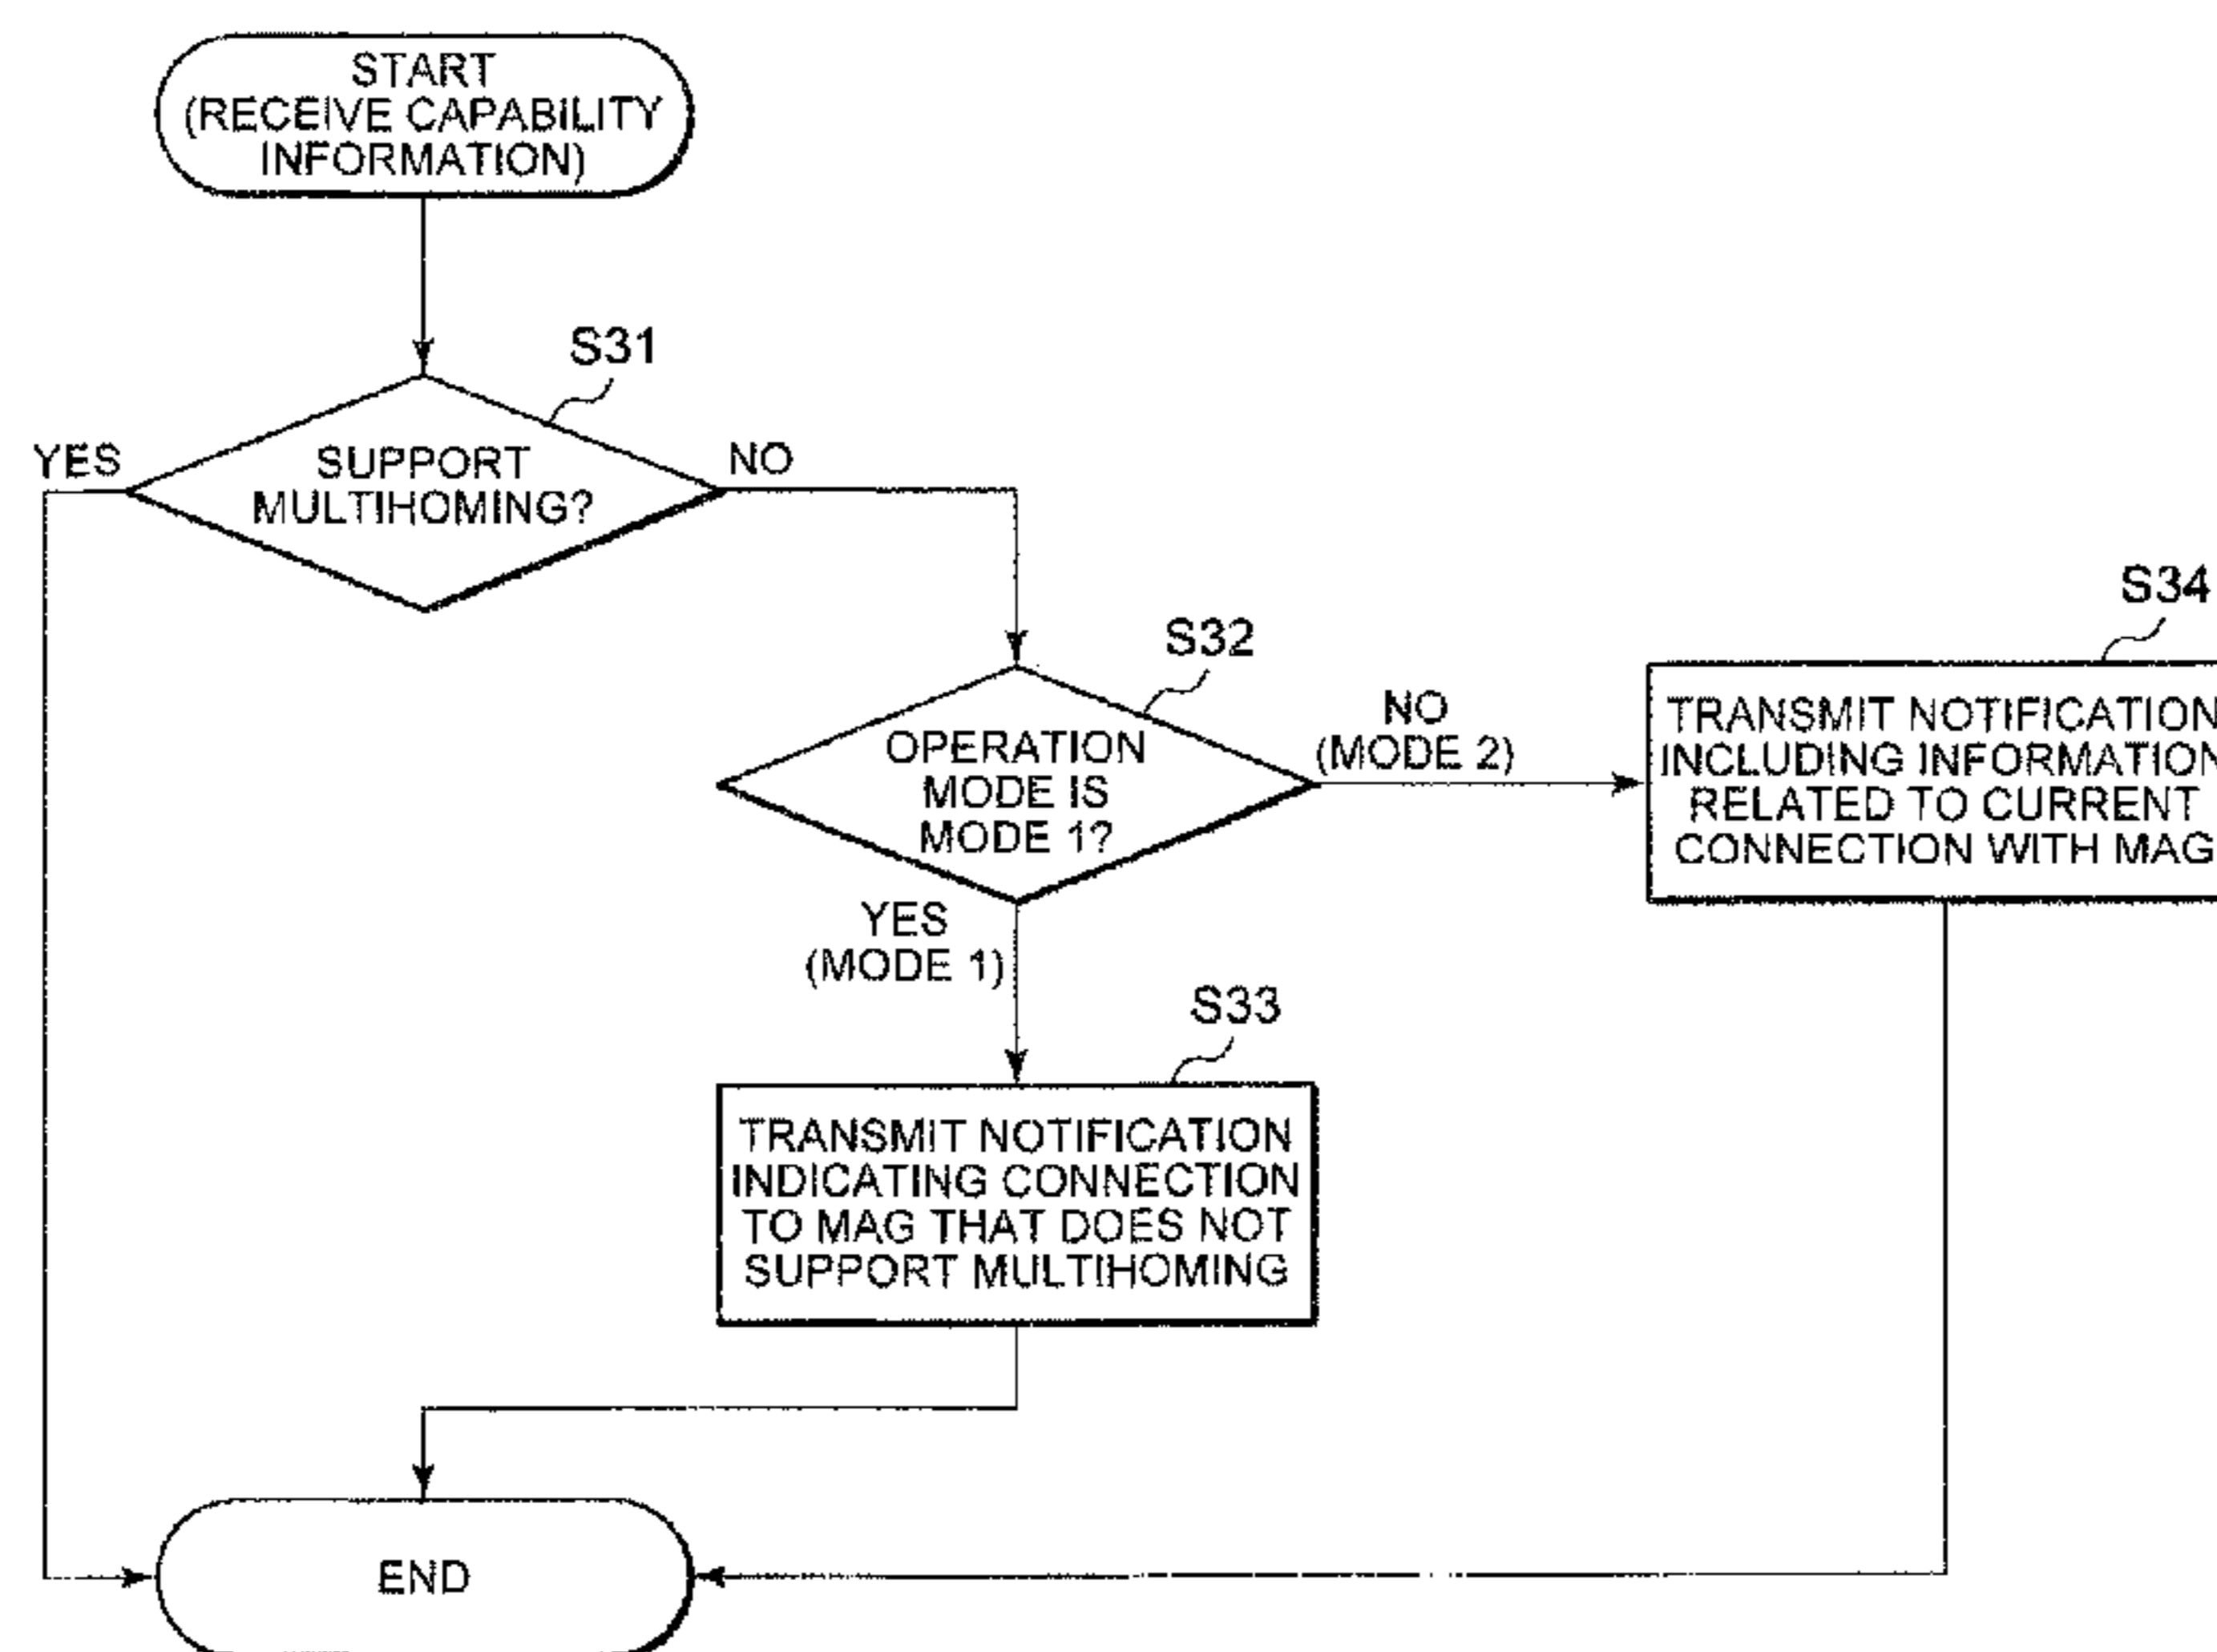 START
(RECEIVE CAPABILITY
INFORMATION)
S31
YES
SUPPORT
MULTIHOMING?
NO
S32
OPERATION
MODE IS
MODE 1?
NO
(MODE 2)
S34
TRANSMIT NOTIFICATION
INCLUDING INFORMATION
RELATED TO CURRENT
CONNECTION WITH MAG
YES
(MODE 1)
S33
TRANSMIT NOTIFICATION
INDICATING CONNECTION
TO MAG THAT DOES NOT
SUPPORT MULTIHOMING
END